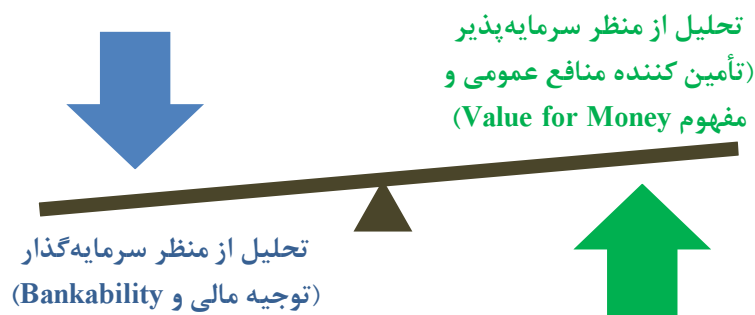 تحلیل از منظر سرمایه‌پذیر
(تأمین کننده منافع عمومی و
مفهوم Value for Money)
تحلیل از منظر سرمایه‌گذار
(توجیه مالی و Bankability)